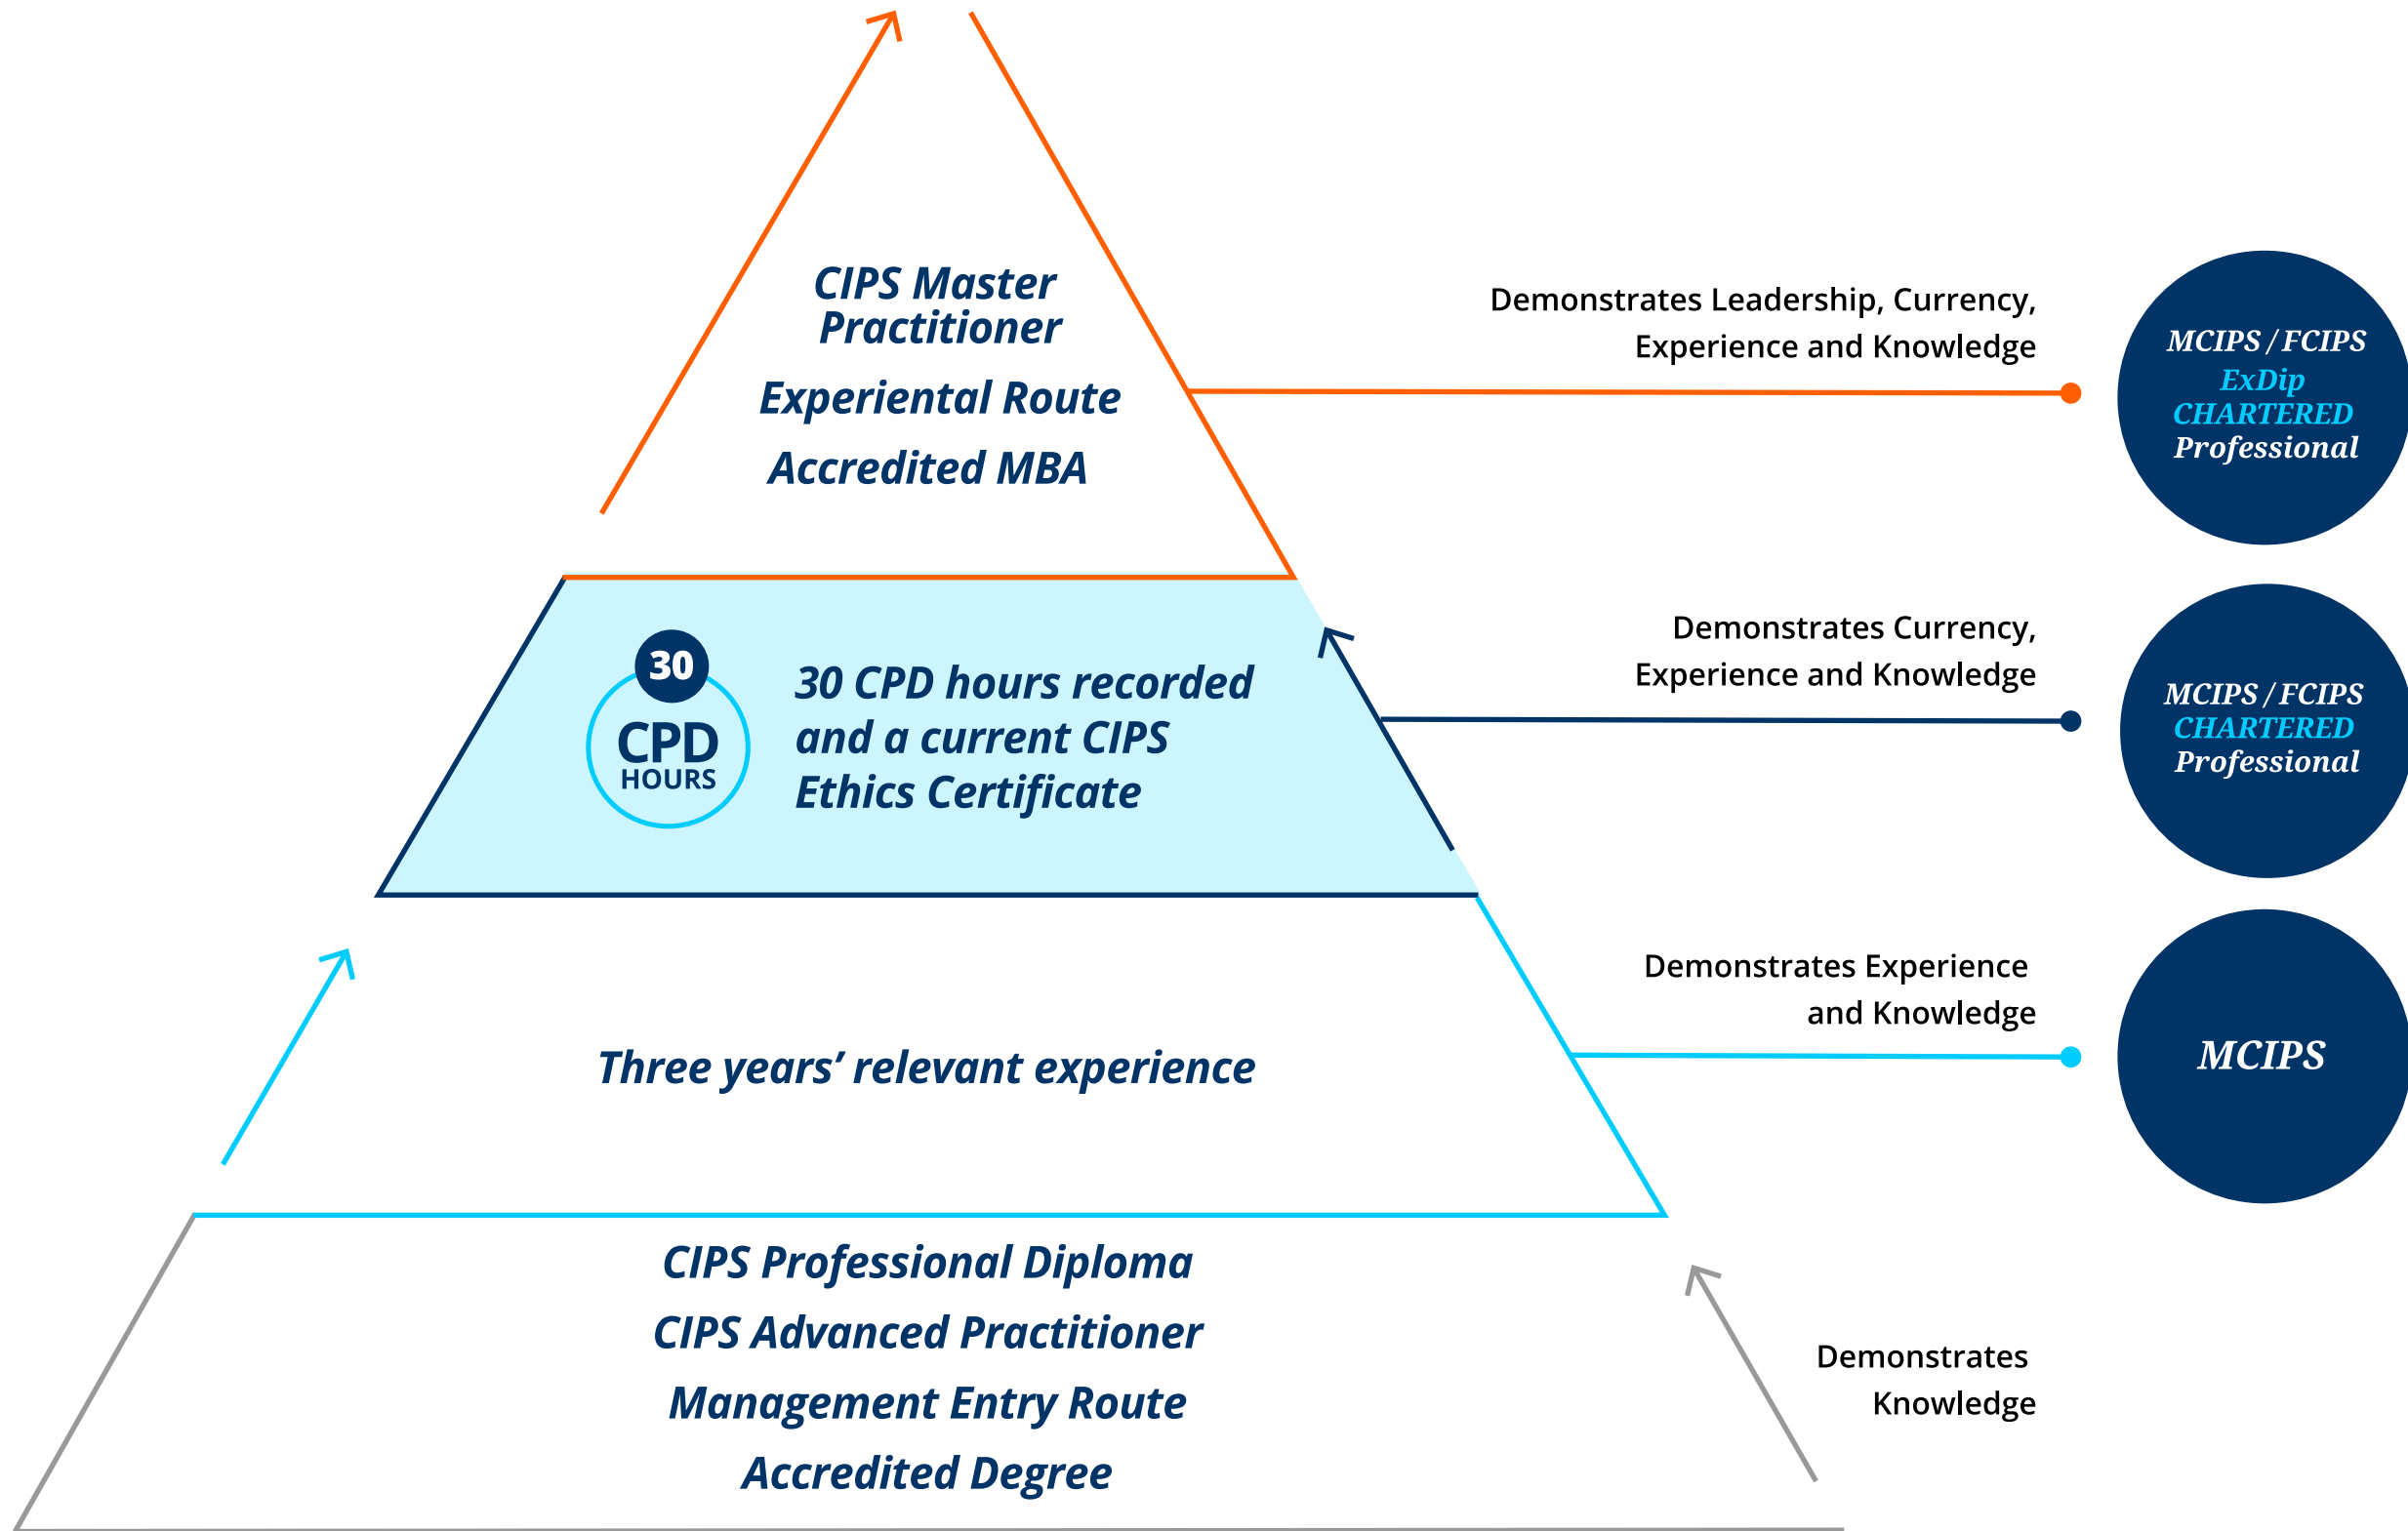 CIPS Master
Practitioner
Experiental Route
Accredited MBA
Demonstrates Leadership, Currency,
Experience and Knowledge
MCIPS / FCIPS
ExDip
CHARTERED
Professional
30
CPD
HOURS
30 CPD hours recorded
and a current CIPS
Ethics Certificate
Demonstrates Currency,
Experience and Knowledge
MCIPS / FCIPS
CHARTERED
Professional
Three years’ relevant experience
Demonstrates Experience
and Knowledge
MCIPS
CIPS Professional Diploma
CIPS Advanced Practitioner
Management Entry Route
Accredited Degree
Demonstrates
Knowledge